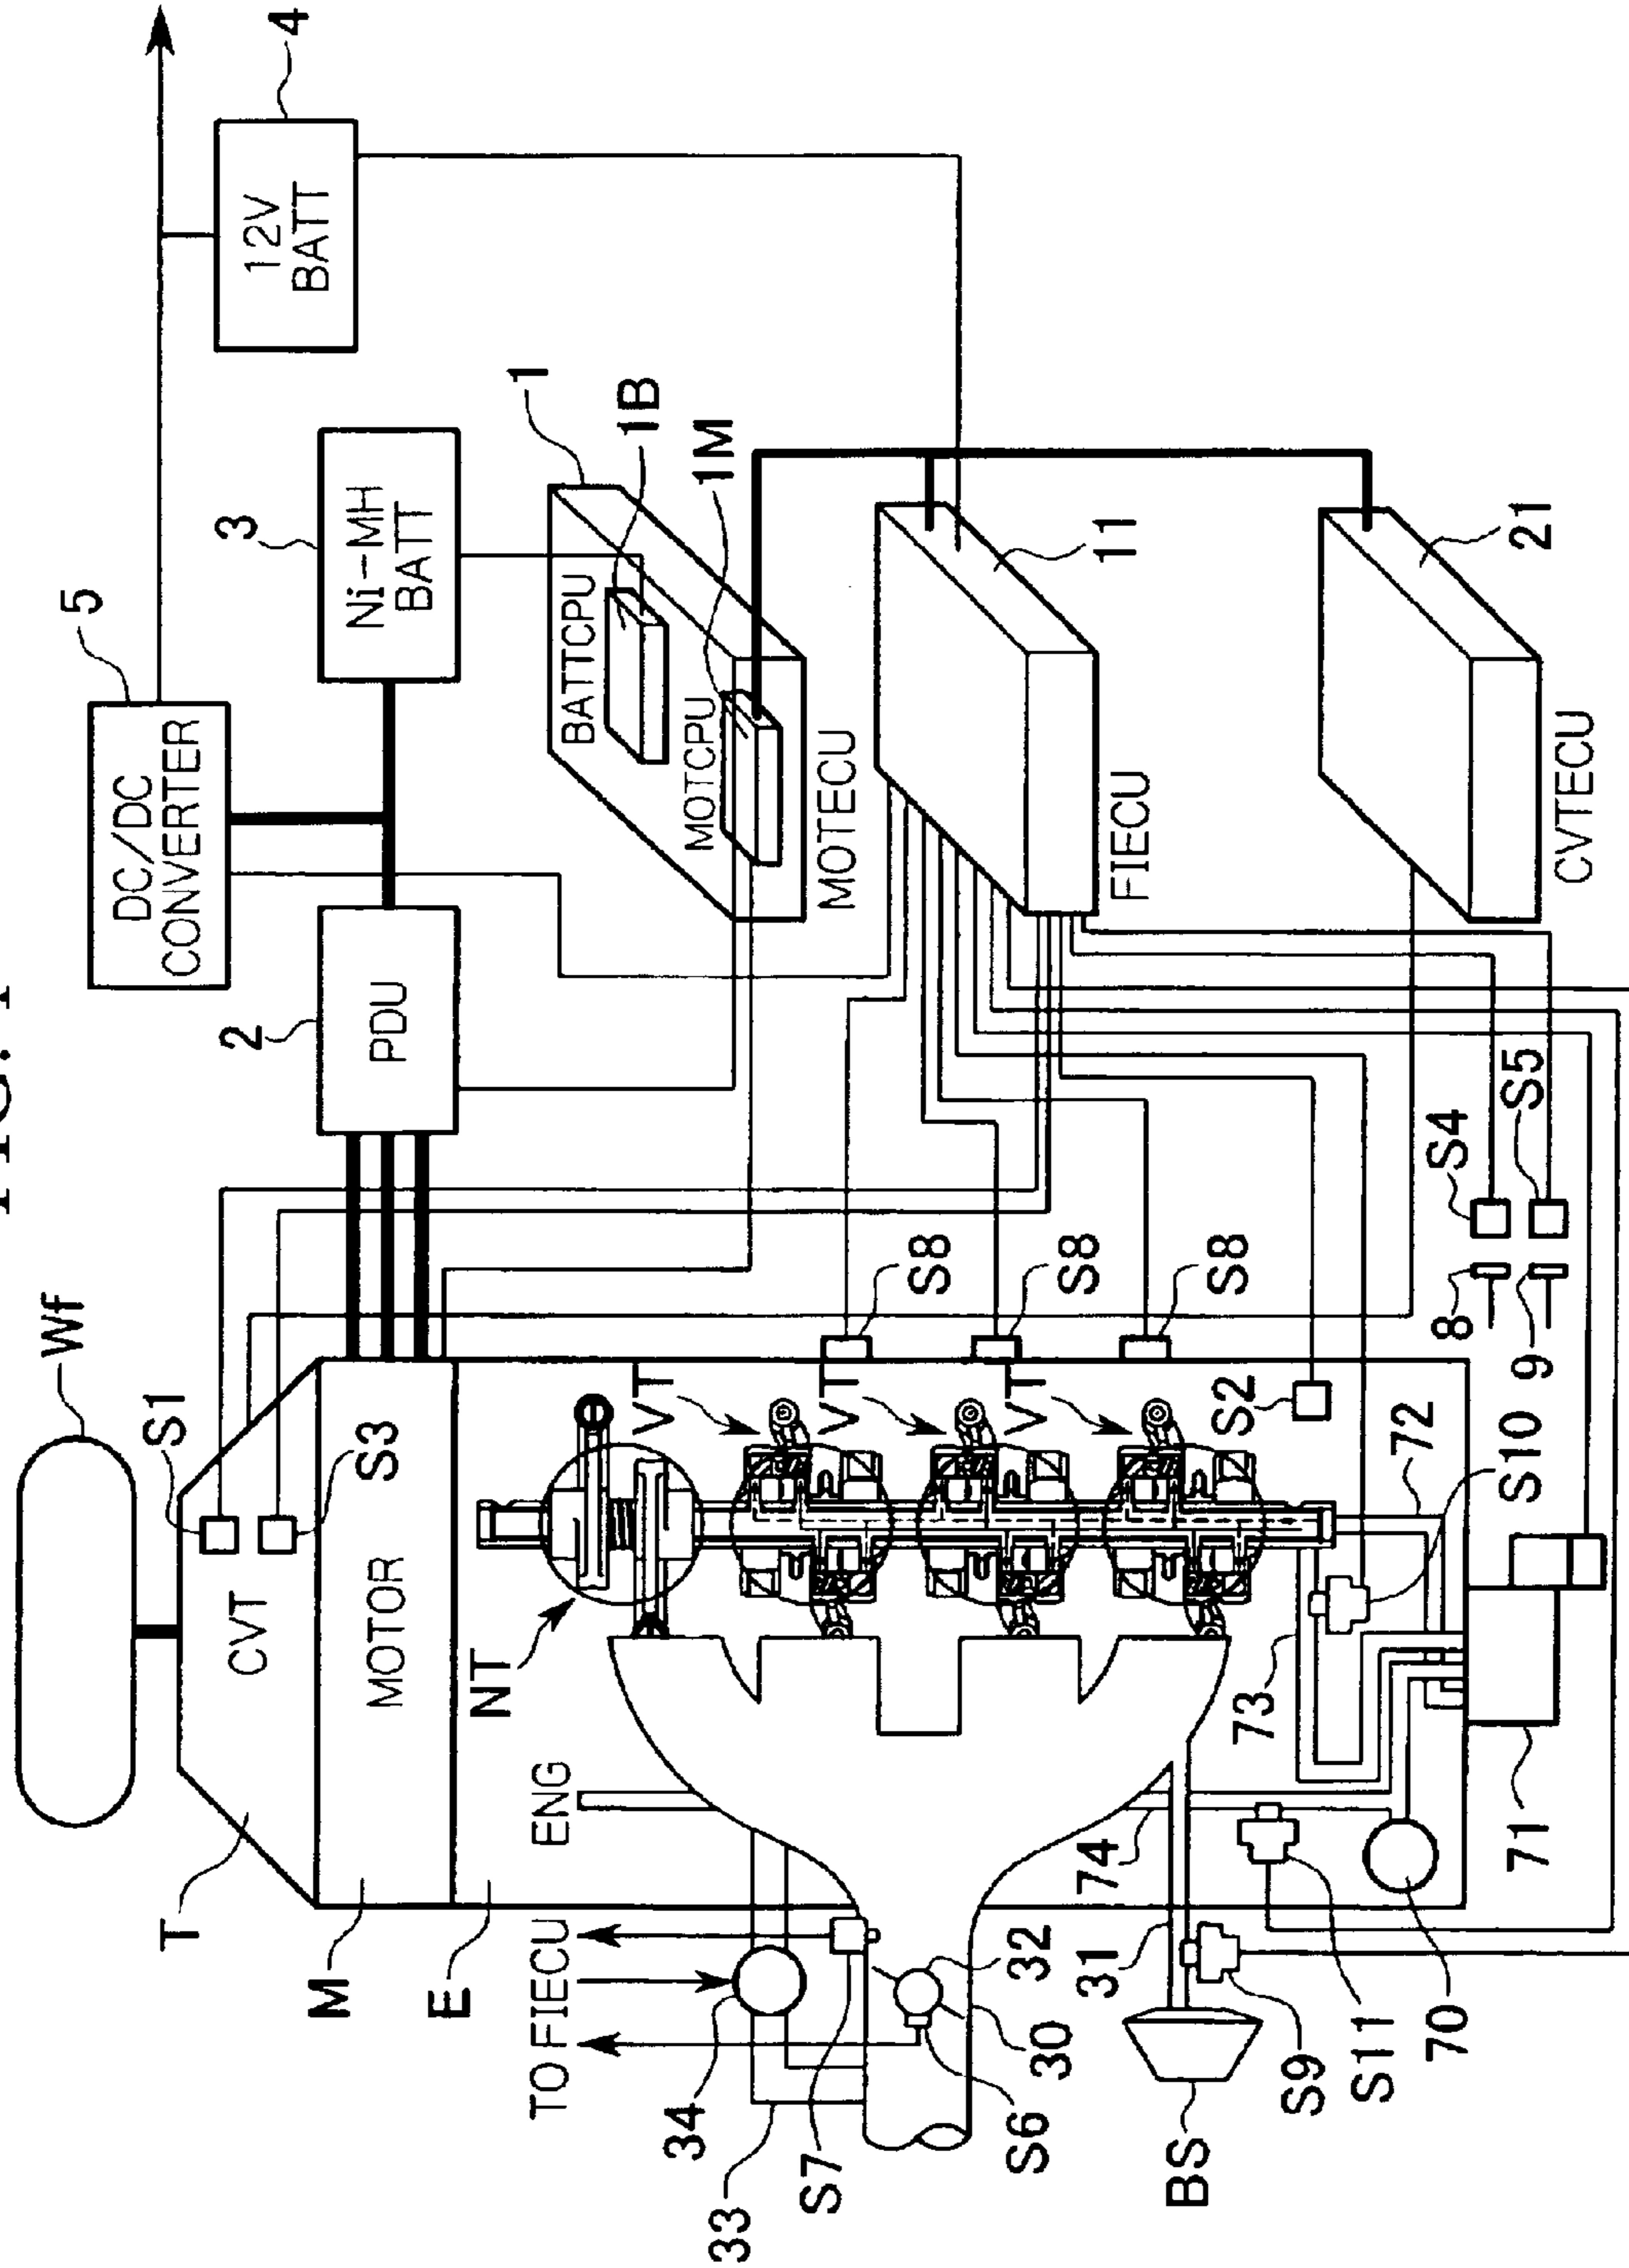 FIG. 1
Wf
5
DC/DC
CONVERTER
4
12V
BATT
3
Ni-MH
BATT
2
PDU
1
1B
1M
BATTCPU
MOTCPU
MOTECU
11
FIECU
21
CVTECU
S1
S3
CVT
MOTOR
T
M
E
NT
ENG
TO FIECU
VT
VT
VT
S8
S8
S8
S2
S4
S5
8
9
S10
72
73
74
71
70
S11
S9
31
BS
32
30
S6
S7
34
33